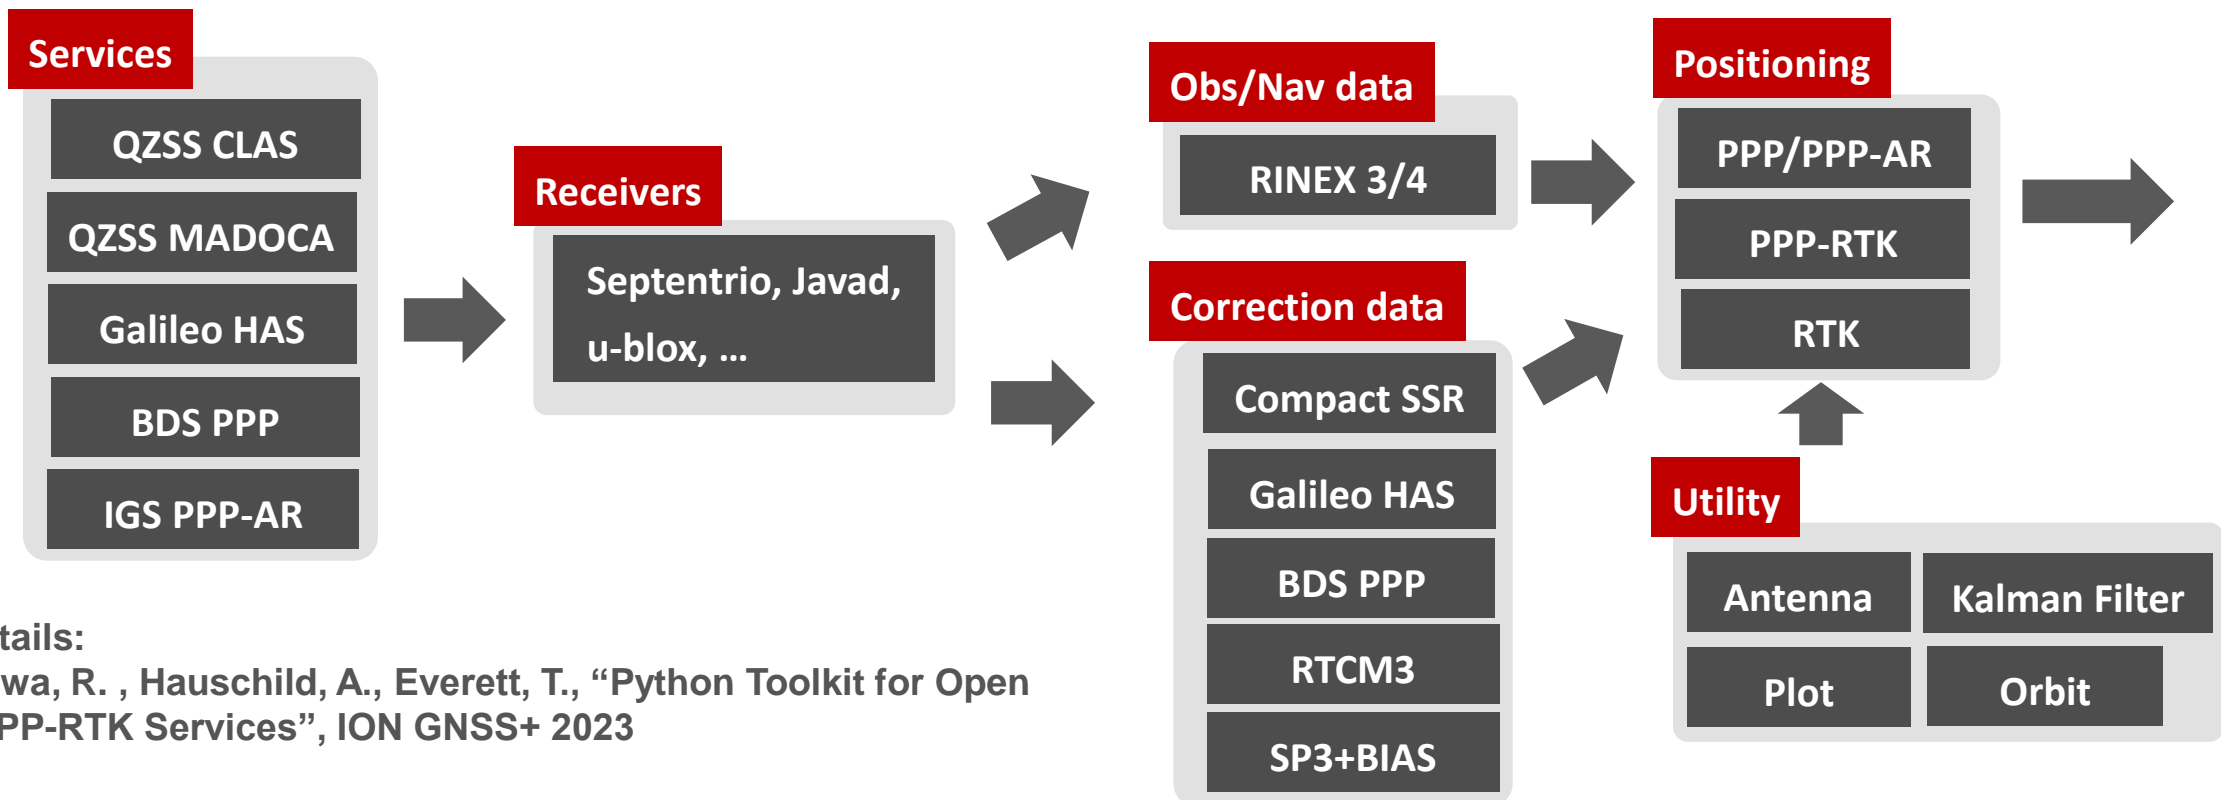 Services
QZSS CLAS
QZSS MADOCA
Galileo HAS
BDS PPP
IGS PPP-AR
Receivers
Septentrio, Javad,
u-blox, ...
Obs/Nav data
RINEX 3/4
Correction data
Compact SSR
Galileo HAS
BDS PPP
RTCM3
SP3+BIAS
Positioning
PPP/PPP-AR
PPP-RTK
RTK
Utility
Antenna
Kalman Filter
Plot
Orbit
tails:
wa, R. , Hauschild, A., Everett, T., “Python Toolkit for Open
PP-RTK Services”, ION GNSS+ 2023